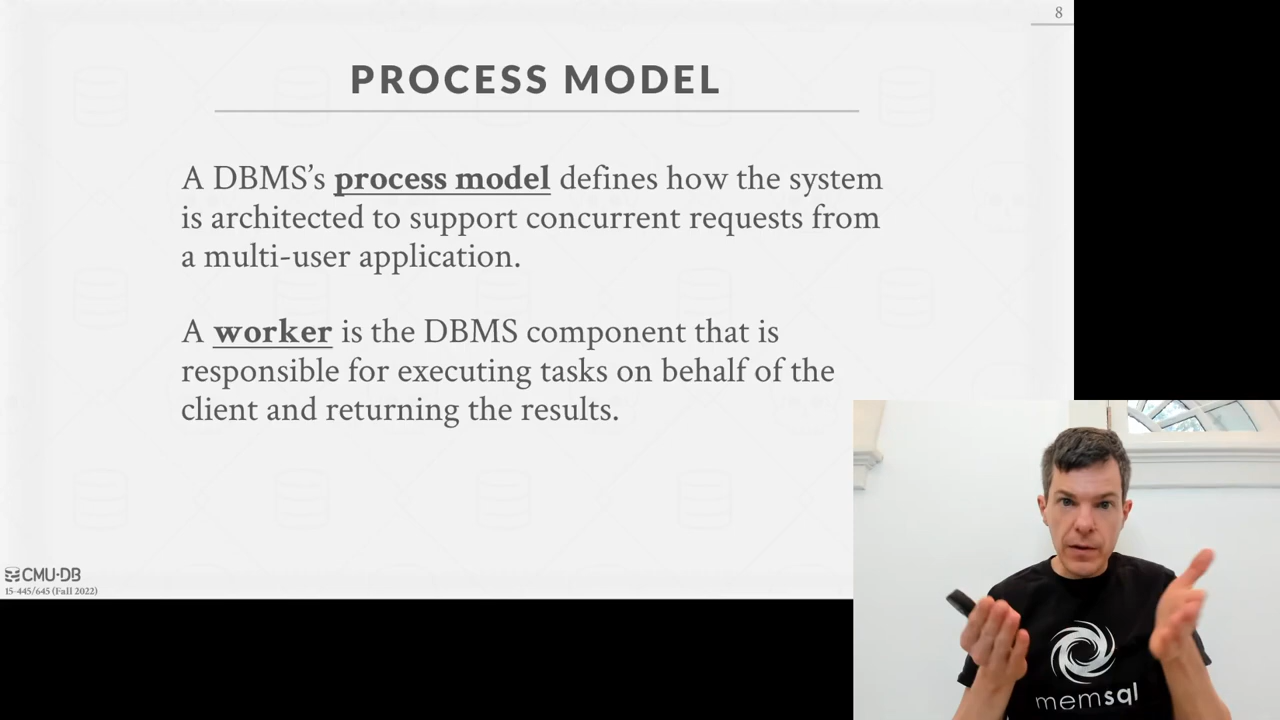 8
PROCESS MODEL
A DBMS’s process model defines how the system
is architected to support concurrent requests from
a multi-user application.
A worker is the DBMS component that is
responsible for executing tasks on behalf of the
client and returning the results.
CMU·DB
15-445/645 (Fall 2022)
memsql